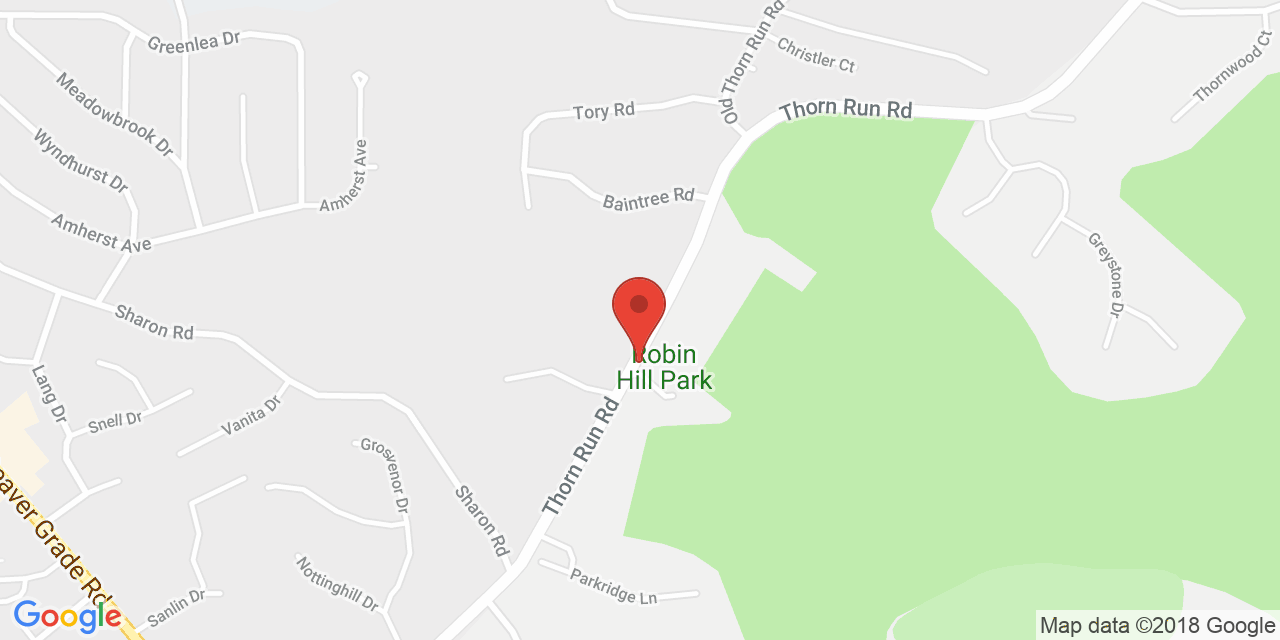 Greenlea Dr
Meadowbrook Dr
Wyndhurst Dr
Amherst Ave
Amherst Ave
Tory Rd
Baintree Rd
Old Thorn Run Rd
Christler Ct
Thorn Run Rd
Thornwood Ct
Greystone Dr
Sharon Rd
Robin
Hill Park
Lang Dr
Snell Dr
Vanita Dr
Grosvenor Dr
Thorn Run Rd
Sharon Rd
eaver Grade Rd
Nottinghill Dr
Parkridge Ln
Sanlin Dr
Google
Map data ©2018 Google